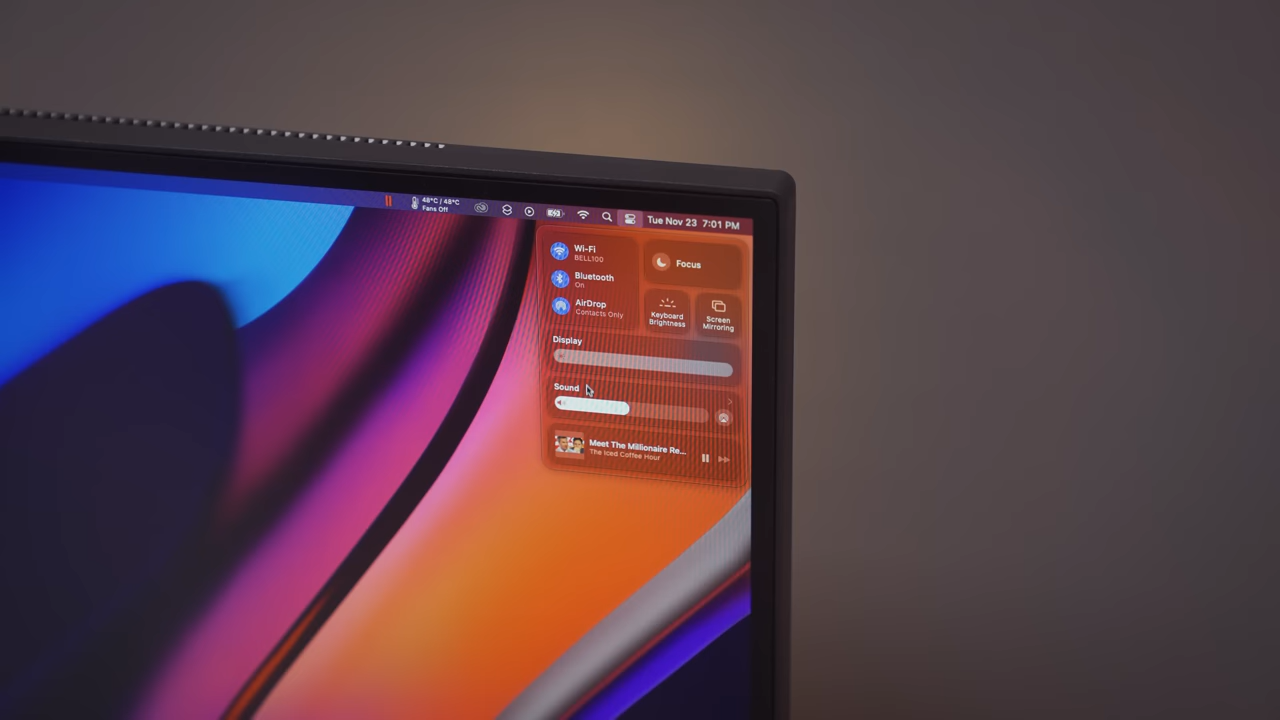 48°C / 48°C
Fans Off
Tue Nov 23 7:01 PM
Wi-Fi
BELL100
Focus
Bluetooth
On
AirDrop
Contacts Only
Keyboard
Brightness
Screen
Mirroring
Display
Sound
Meet The Millionaire Re...
The Iced Coffee Hour